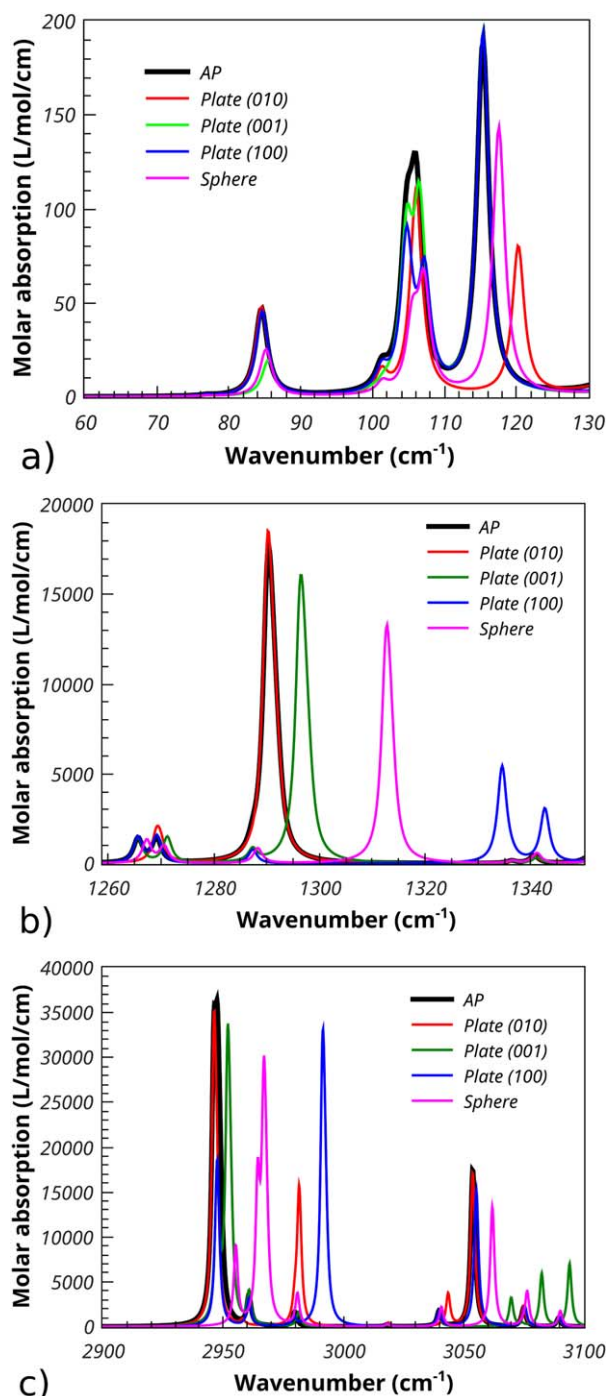 200
150
100
50
0
Molar absorption (L/mol/cm)
AP
Plate (010)
Plate (001)
Plate (100)
Sphere
60 70 80 90 100 110 120 130
Wavenumber (cm-1)
a)
20000
15000
10000
5000
0
Molar absorption (L/mol/cm)
AP
Plate (010)
Plate (001)
Plate (100)
Sphere
1260 1280 1300 1320 1340
Wavenumber (cm-1)
b)
40000
35000
30000
25000
20000
15000
10000
5000
0
Molar absorption (L/mol/cm)
AP
Plate (010)
Plate (001)
Plate (100)
Sphere
2900 2950 3000 3050 3100
Wavenumber (cm-1)
c)